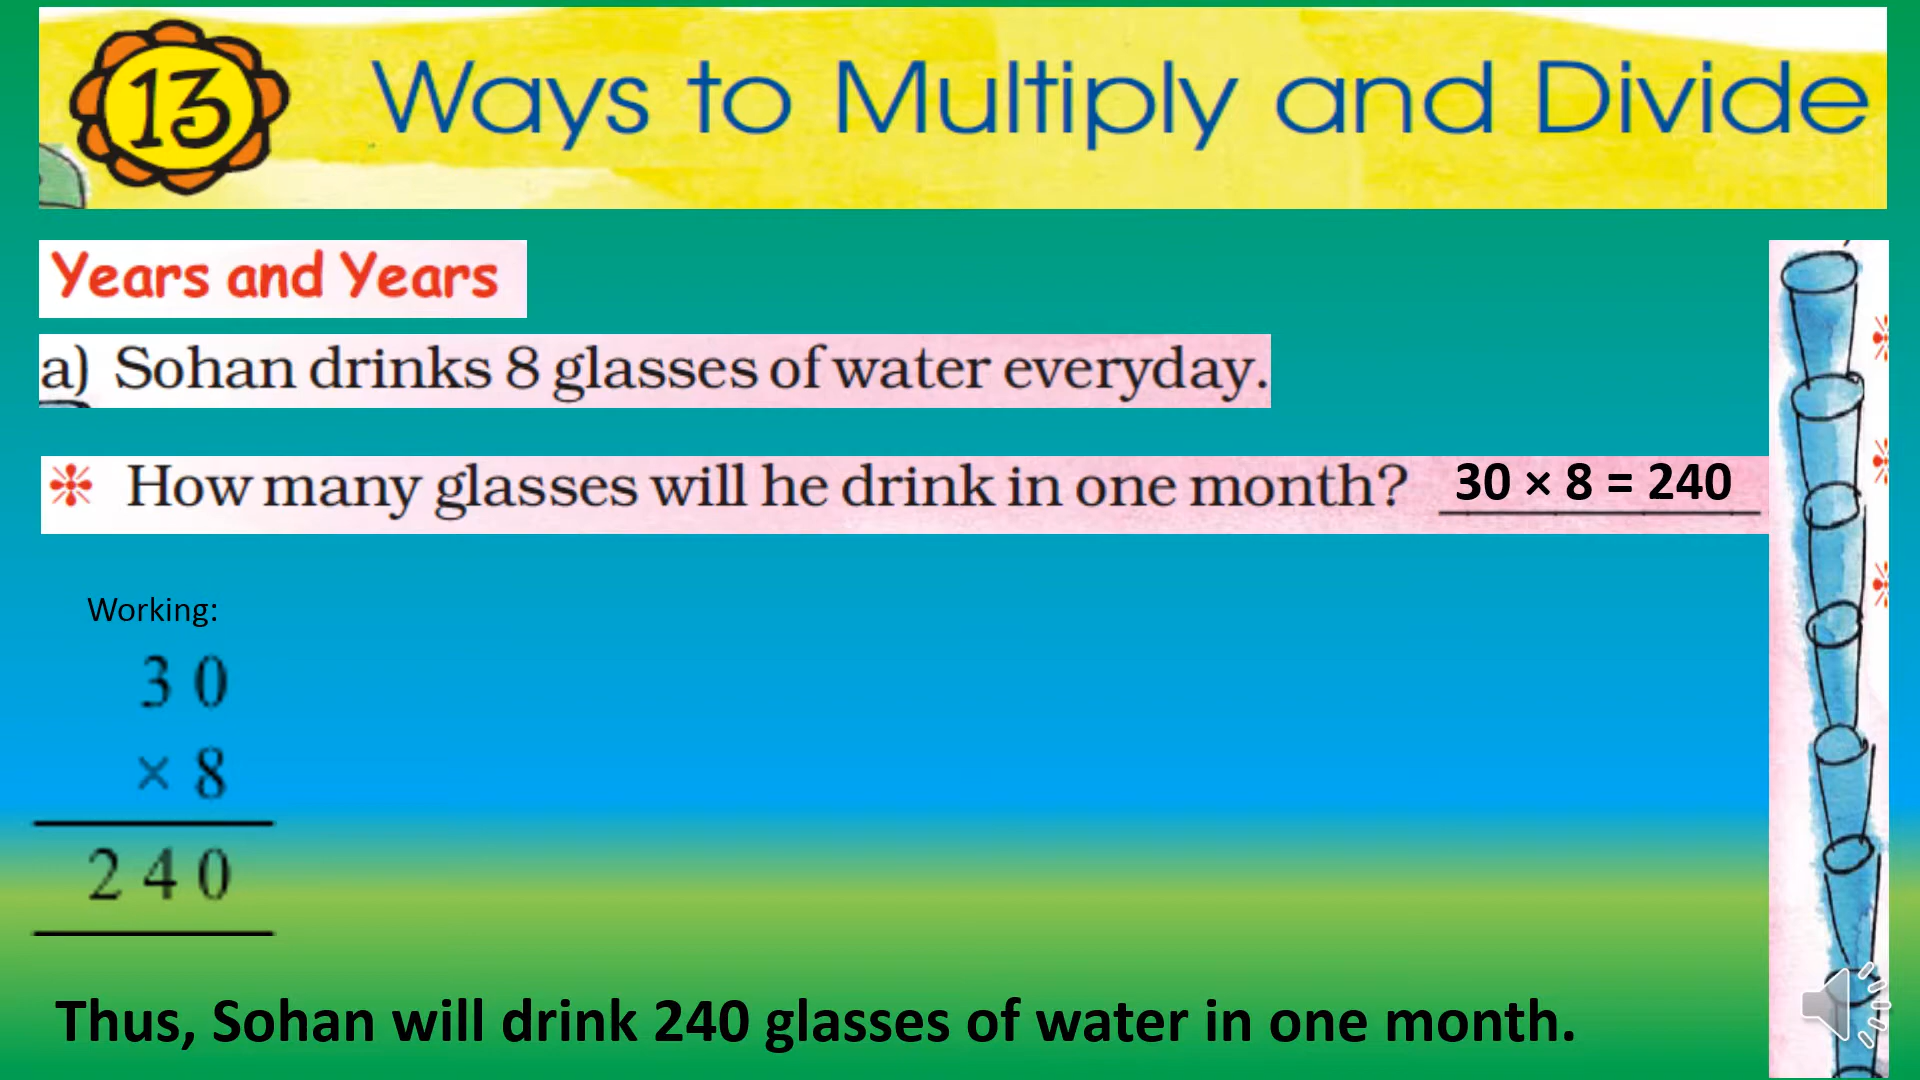 13 Ways to Multiply and Divide
Years and Years
a) Sohan drinks 8 glasses of water everyday.
❉ How many glasses will he drink in one month? 30 × 8 = 240
Working:
3 0
× 8
2 4 0
Thus, Sohan will drink 240 glasses of water in one month.